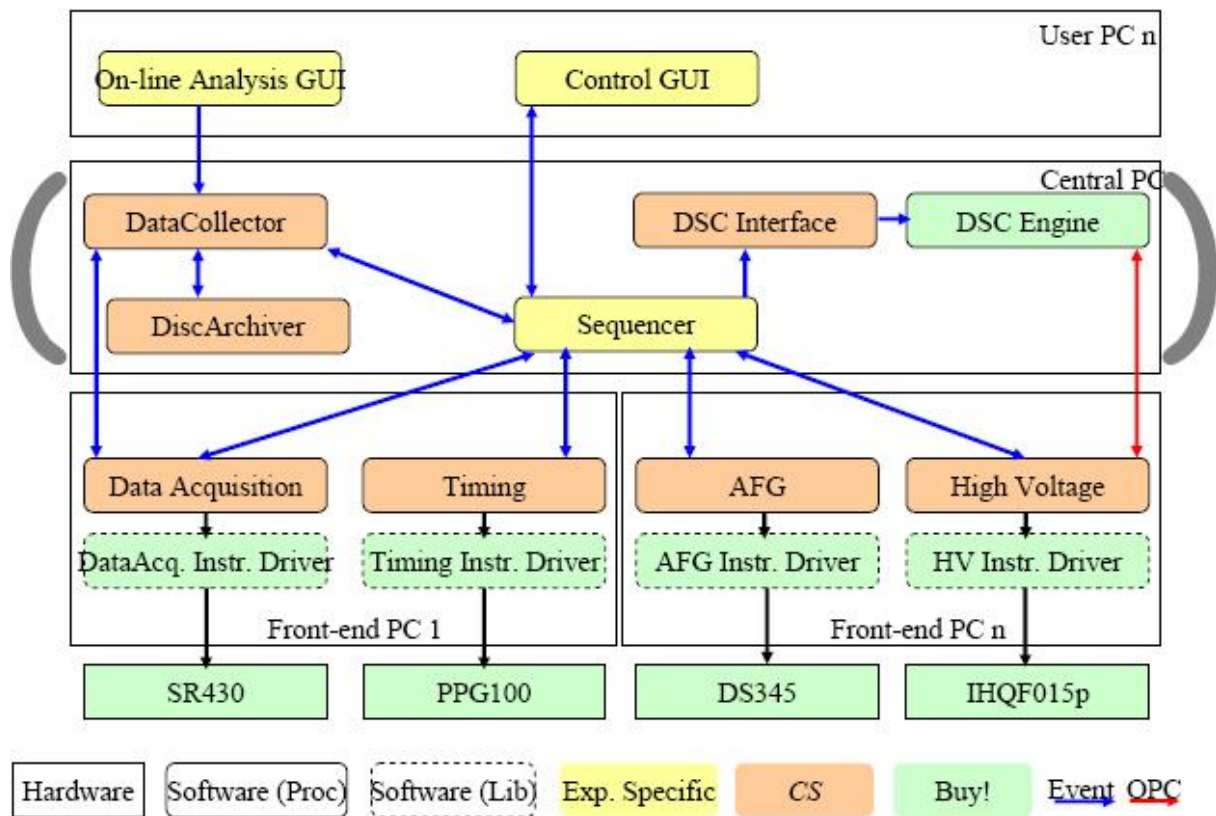 User PC n
On-line Analysis GUI
Control GUI
Central PC
DataCollector
DSC Interface
DSC Engine
DiscArchiver
Sequencer
Data Acquisition
Timing
AFG
High Voltage
DataAcq. Instr. Driver
Timing Instr. Driver
AFG Instr. Driver
HV Instr. Driver
Front-end PC 1
Front-end PC n
SR430
PPG100
DS345
IHQF015p
Hardware
Software (Proc)
Software (Lib)
Exp. Specific
CS
Buy!
Event
OPC